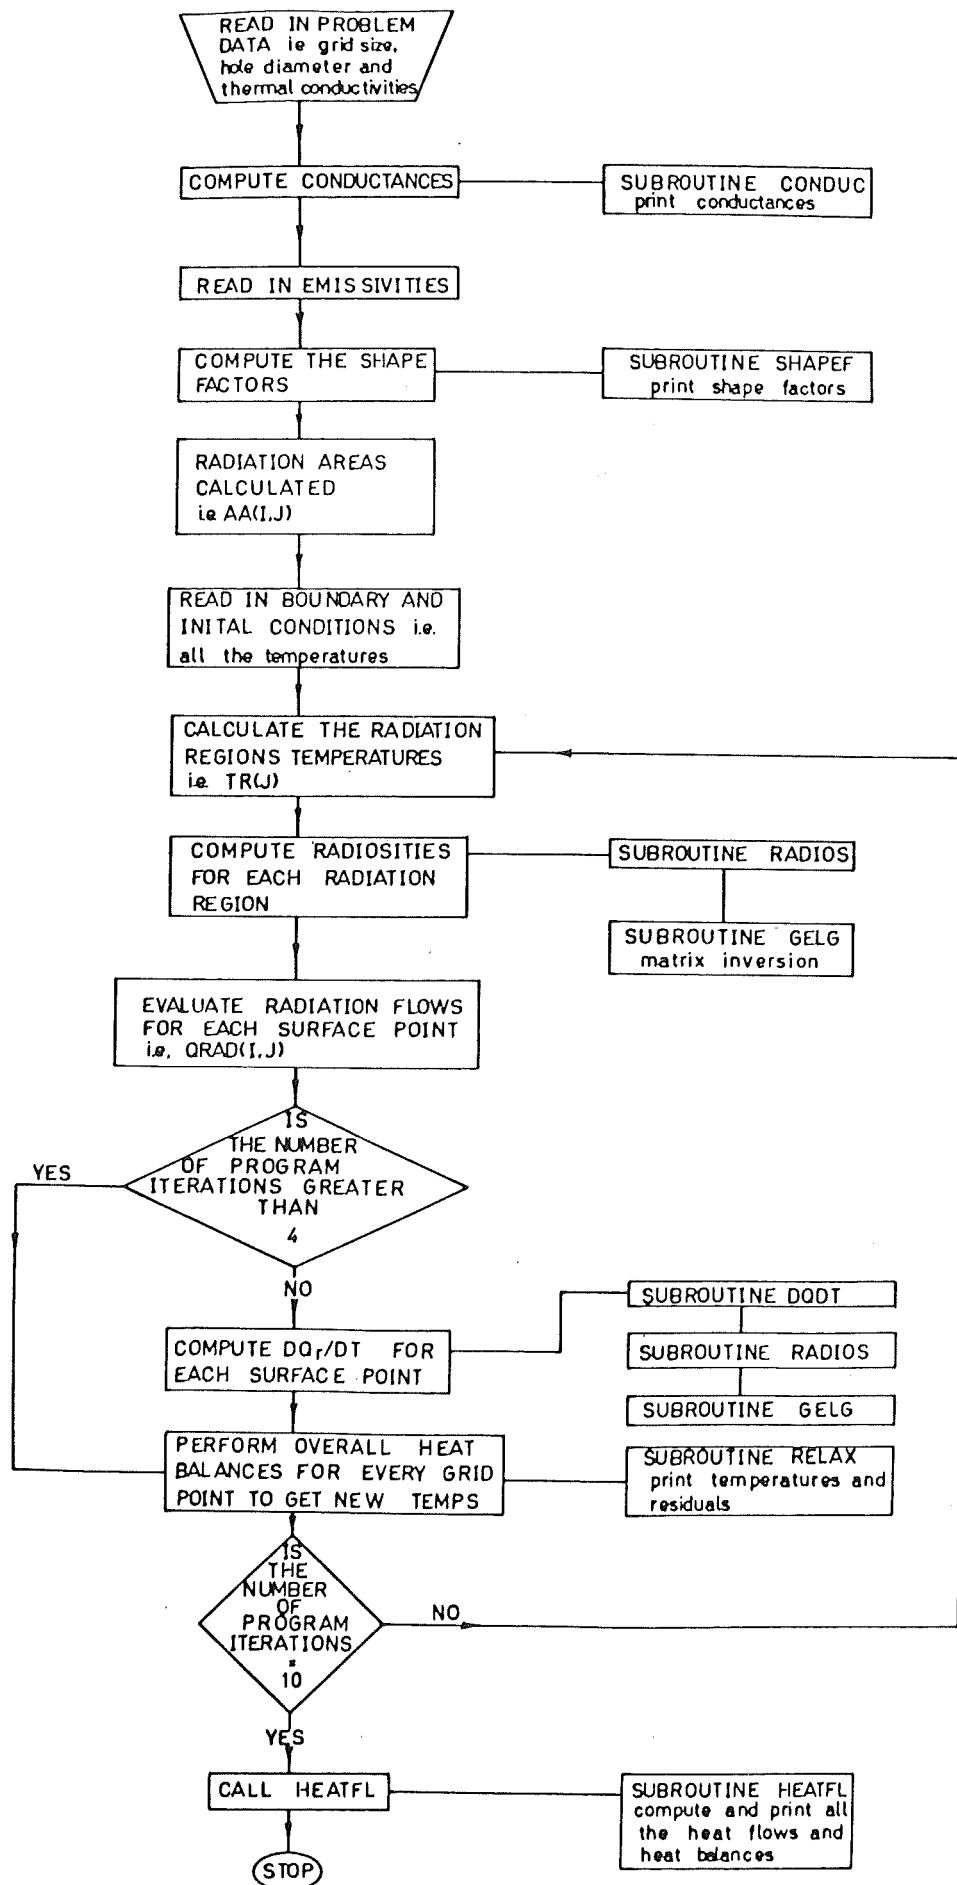 READ IN PROBLEM
DATA ie grid size,
hole diameter and
thermal conductivities
COMPUTE CONDUCTANCES
SUBROUTINE CONDUC
print conductances
READ IN EMISSIVITIES
COMPUTE THE SHAPE
FACTORS
SUBROUTINE SHAPEF
print shape factors
RADIATION AREAS
CALCULATED
i.e AA(I,J)
READ IN BOUNDARY AND
INITAL CONDITIONS i.e.
all the temperatures
CALCULATE THE RADIATION
REGIONS TEMPERATURES
i.e. TR(J)
COMPUTE RADIOSITIES
FOR EACH RADIATION
REGION
SUBROUTINE RADIOS
SUBROUTINE GELG
matrix inversion
EVALUATE RADIATION FLOWS
FOR EACH SURFACE POINT
i.e. QRAD(I,J)
IS
THE NUMBER
OF PROGRAM
ITERATIONS GREATER
THAN
4
YES
NO
COMPUTE DQr/DT FOR
EACH SURFACE POINT
SUBROUTINE DQDT
SUBROUTINE RADIOS
SUBROUTINE GELG
PERFORM OVERALL HEAT
BALANCES FOR EVERY GRID
POINT TO GET NEW TEMPS
SUBROUTINE RELAX
print temperatures and
residuals
IS
THE
NUMBER
OF
PROGRAM
ITERATIONS
=
10
NO
YES
CALL HEATFL
SUBROUTINE HEATFL
compute and print all
the heat flows and
heat balances
STOP